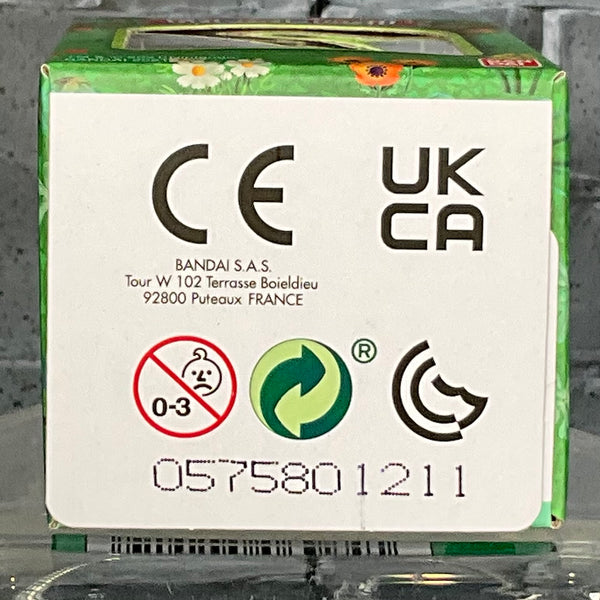 CE
UK
CA
BANDAI S.A.S.
Tour W 102 Terrasse Boieldieu
92800 Puteaux FRANCE
0-3
®
0575801211